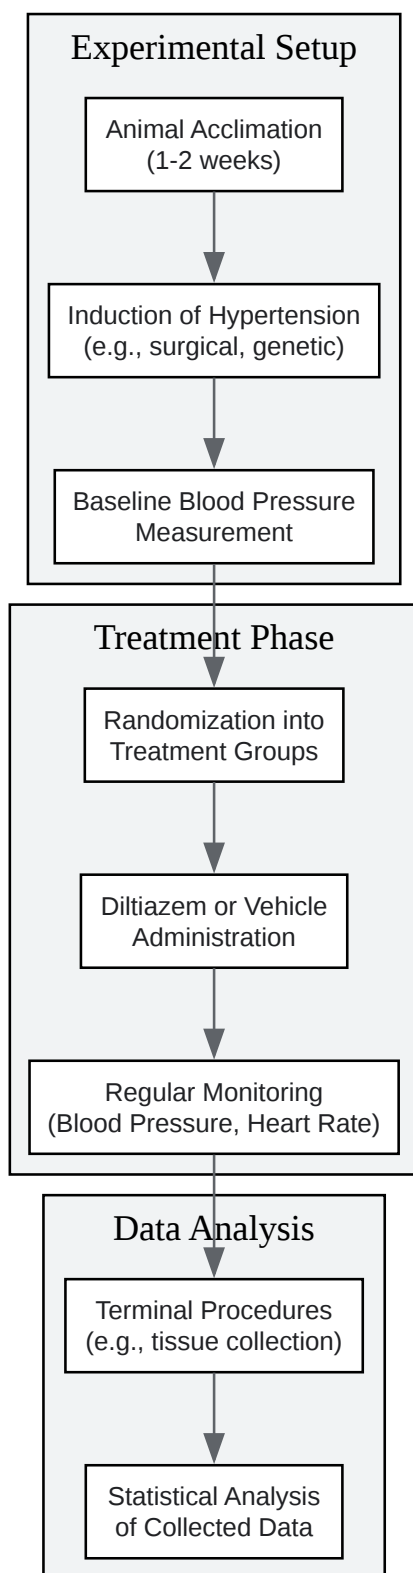 Experimental Setup
Animal Acclimation
(1-2 weeks)
Induction of Hypertension
(e.g., surgical, genetic)
Baseline Blood Pressure
Measurement
Treatment Phase
Randomization into
Treatment Groups
Diltiazem or Vehicle
Administration
Regular Monitoring
(Blood Pressure, Heart Rate)
Data Analysis
Terminal Procedures
(e.g., tissue collection)
Statistical Analysis
of Collected Data